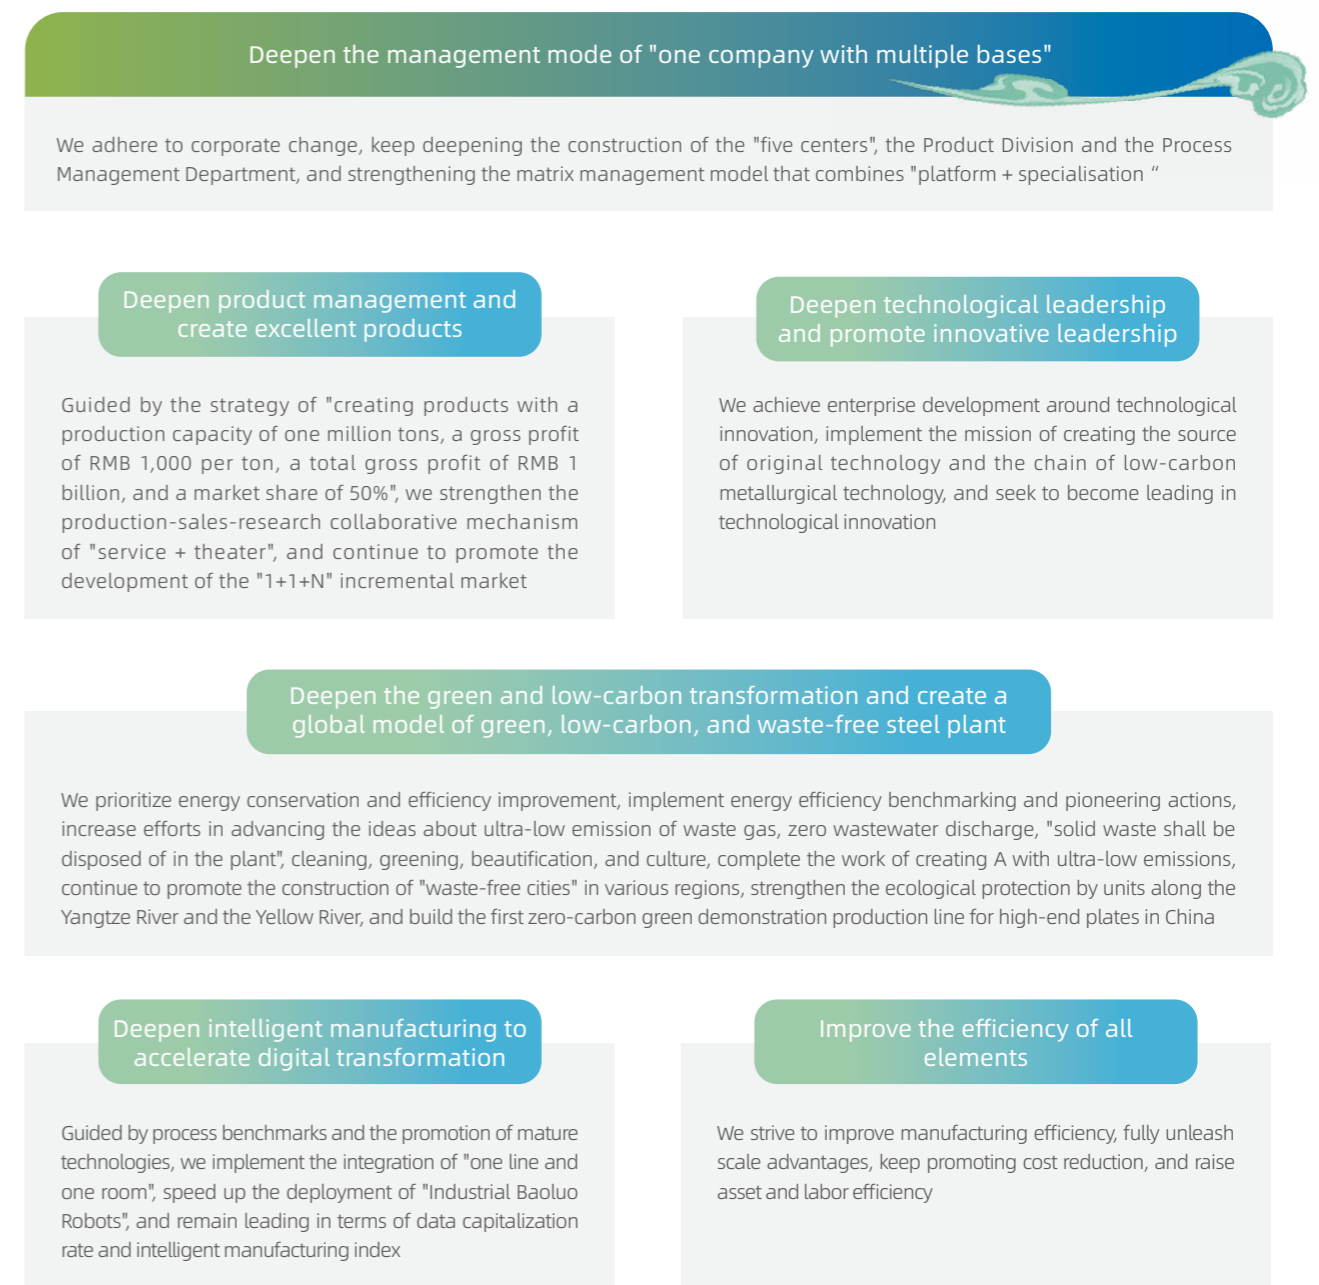 Deepen the management mode of "one company with multiple bases"
We adhere to corporate change, keep deepening the construction of the "five centers", the Product Division and the Process
Management Department, and strengthening the matrix management model that combines "platform + specialisation “
Deepen product management and
create excellent products
Guided by the strategy of "creating products with a
production capacity of one million tons, a gross profit
of RMB 1,000 per ton, a total gross profit of RMB 1
billion, and a market share of 50%", we strengthen the
production-sales-research collaborative mechanism
of "service + theater", and continue to promote the
development of the "1+1+N" incremental market
Deepen technological leadership
and promote innovative leadership
We achieve enterprise development around technological
innovation, implement the mission of creating the source
of original technology and the chain of low-carbon
metallurgical technology, and seek to become leading in
technological innovation
Deepen the green and low-carbon transformation and create a
global model of green, low-carbon, and waste-free steel plant
We prioritize energy conservation and efficiency improvement, implement energy efficiency benchmarking and pioneering actions,
increase efforts in advancing the ideas about ultra-low emission of waste gas, zero wastewater discharge, "solid waste shall be
disposed of in the plant", cleaning, greening, beautification, and culture, complete the work of creating A with ultra-low emissions,
continue to promote the construction of "waste-free cities" in various regions, strengthen the ecological protection by units along the
Yangtze River and the Yellow River, and build the first zero-carbon green demonstration production line for high-end plates in China
Deepen intelligent manufacturing to
accelerate digital transformation
Guided by process benchmarks and the promotion of mature
technologies, we implement the integration of "one line and
one room", speed up the deployment of "Industrial Baoluo
Robots", and remain leading in terms of data capitalization
rate and intelligent manufacturing index
Improve the efficiency of all
elements
We strive to improve manufacturing efficiency, fully unleash
scale advantages, keep promoting cost reduction, and raise
asset and labor efficiency